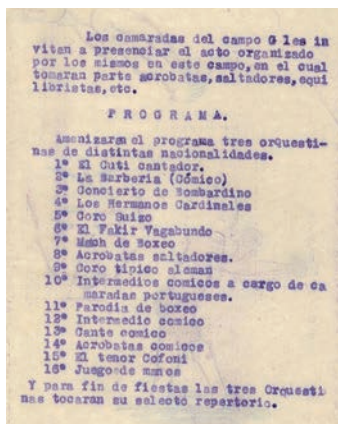 Los camaradas del campo G les in
vitan a presenciar el acto organizado
por los mismos en este campo, en el cual
tomaran parte acrobatas, saltadores, equi
libristas, etc.
PROGRAMA.
Amenizaran el programa tres orquesti-
nas de distintas nacionalidades.
1º El Cuti cantador.
2º La Barberia (Cómico)
3º Concierto de Bombardino
4º Los Hermanos Cardinales
5º Coro Suizo
6º El Fakir Vagabundo
7º Mach de Boxeo
8º Acrobatas saltadores.
9º Coro tipico aleman
10º Intermedios comicos a cargo de ca
maradas portugueses.
11º Parodia de boxeo
12º Intermedio comico
13º Cante comico
14º Acrobatas comicos
15º El tenor Cofoni
16º Juegos de manos
Y para fin de fiestas las tres Orquesti
nas tocaran su selecto repertorio.